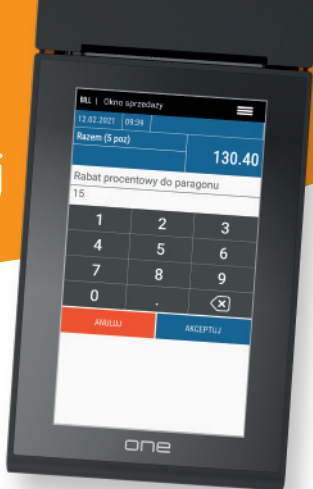 BILL | Okno sprzedaży
12.02.2021 09:39
Razem (5 poz)
130.40
Rabat procentowy do paragonu
15
1 2 3
4 5 6
7 8 9
0 .
ANULUJ AKCEPTUJ
one